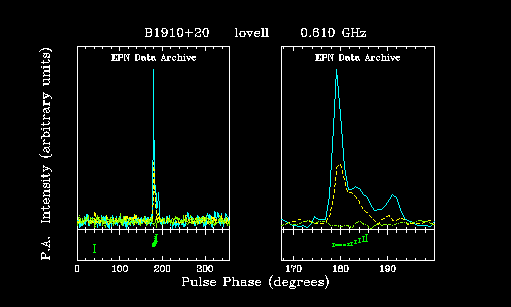 B1910+20 lovell 0.610 GHz
EPN Data Archive EPN Data Archive
P.A. Intensity (arbitrary units)
0 100 200 300 170 180 190
Pulse Phase (degrees)